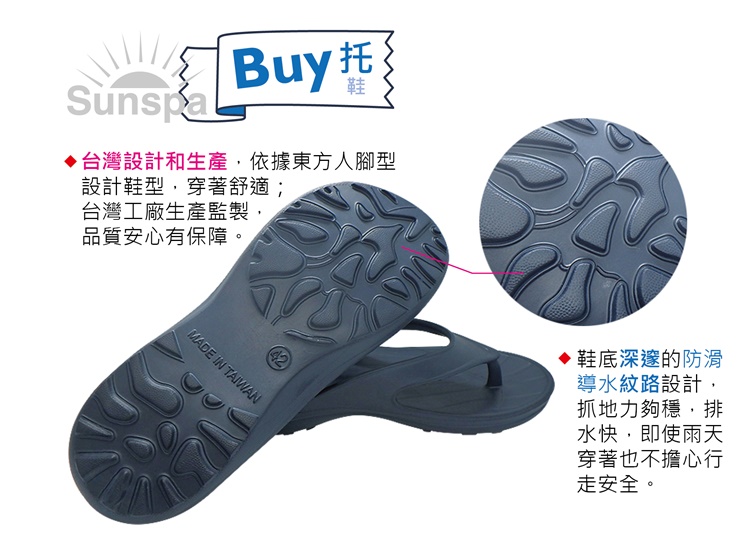 Sunspa
Buy托
鞋
台灣設計和生產，依據東方人腳型
設計鞋型，穿著舒適；
台灣工廠生產監製，
品質安心有保障。
MADE IN TAIWAN
42
鞋底深邃的防滑
導水紋路設計，
抓地力夠穩，排
水快，即使雨天
穿著也不擔心行
走安全。